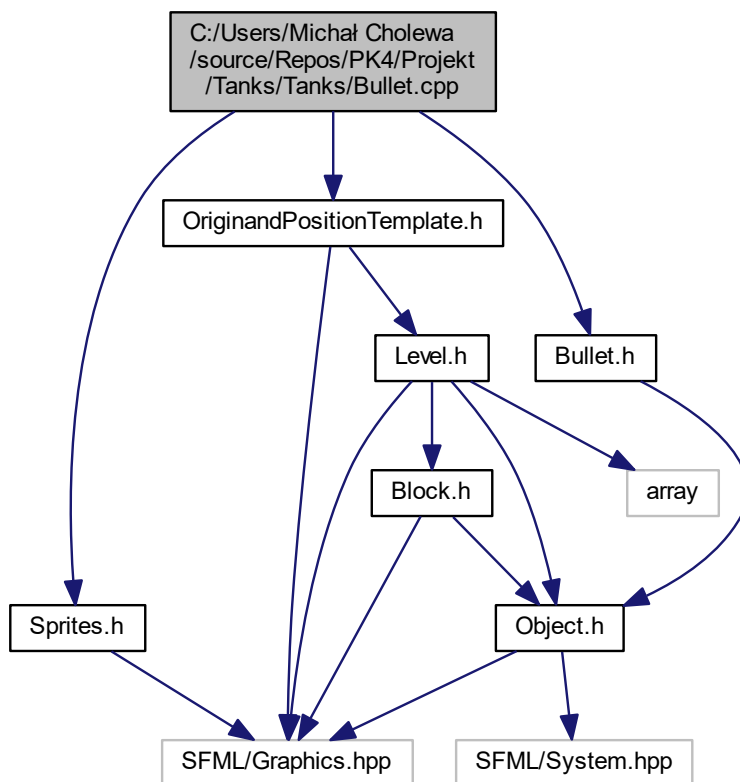 C:/Users/Michał Cholewa
/source/Repos/PK4/Projekt
/Tanks/Tanks/Bullet.cpp
OriginandPositionTemplate.h
Level.h
Bullet.h
Block.h
array
Sprites.h
Object.h
SFML/Graphics.hpp
SFML/System.hpp